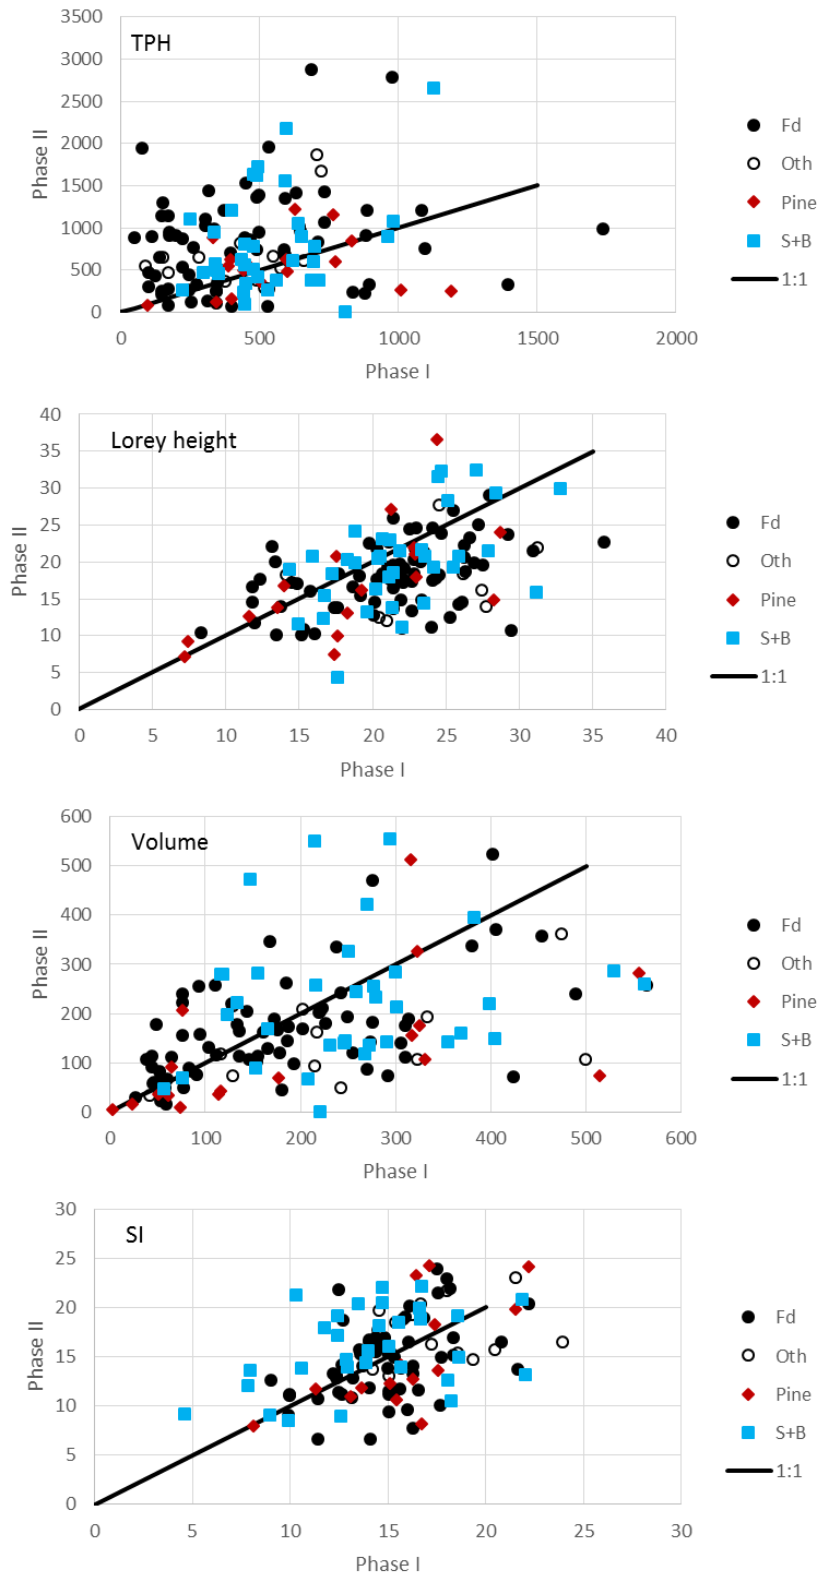 TPH
3500
3000
2500
2000
1500
1000
500
0
Phase II
0 500 1000 1500 2000
Phase I
Fd
Oth
Pine
S+B
1:1
Lorey height
40
35
30
25
20
15
10
5
0
Phase II
0 5 10 15 20 25 30 35 40
Phase I
Fd
Oth
Pine
S+B
1:1
Volume
600
500
400
300
200
100
0
Phase II
0 100 200 300 400 500 600
Phase I
Fd
Oth
Pine
S+B
1:1
SI
30
25
20
15
10
5
0
Phase II
0 5 10 15 20 25 30
Phase I
Fd
Oth
Pine
S+B
1:1